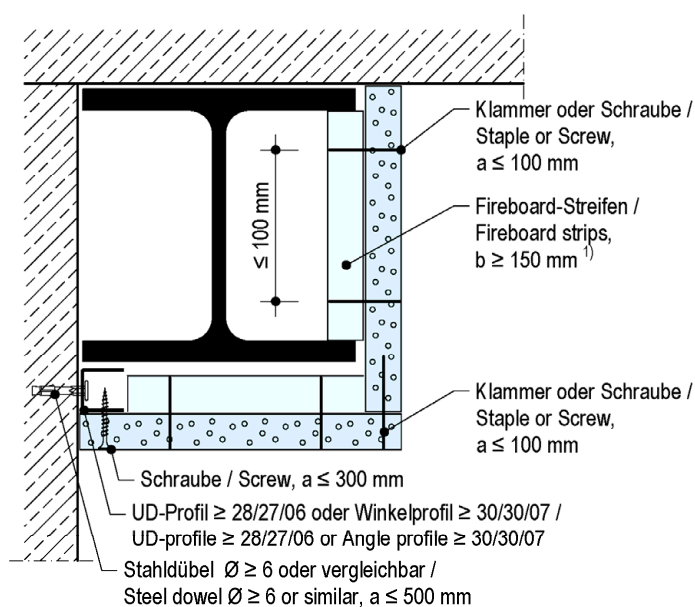 Klammer oder Schraube /
Staple or Screw,
a ≤ 100 mm
≤ 100 mm
Fireboard-Streifen /
Fireboard strips,
b ≥ 150 mm 1)
Klammer oder Schraube /
Staple or Screw,
a ≤ 100 mm
Schraube / Screw, a ≤ 300 mm
UD-Profil ≥ 28/27/06 oder Winkelprofil ≥ 30/30/07 /
UD-profile ≥ 28/27/06 or Angle profile ≥ 30/30/07
Stahldübel Ø ≥ 6 oder vergleichbar /
Steel dowel Ø ≥ 6 or similar, a ≤ 500 mm